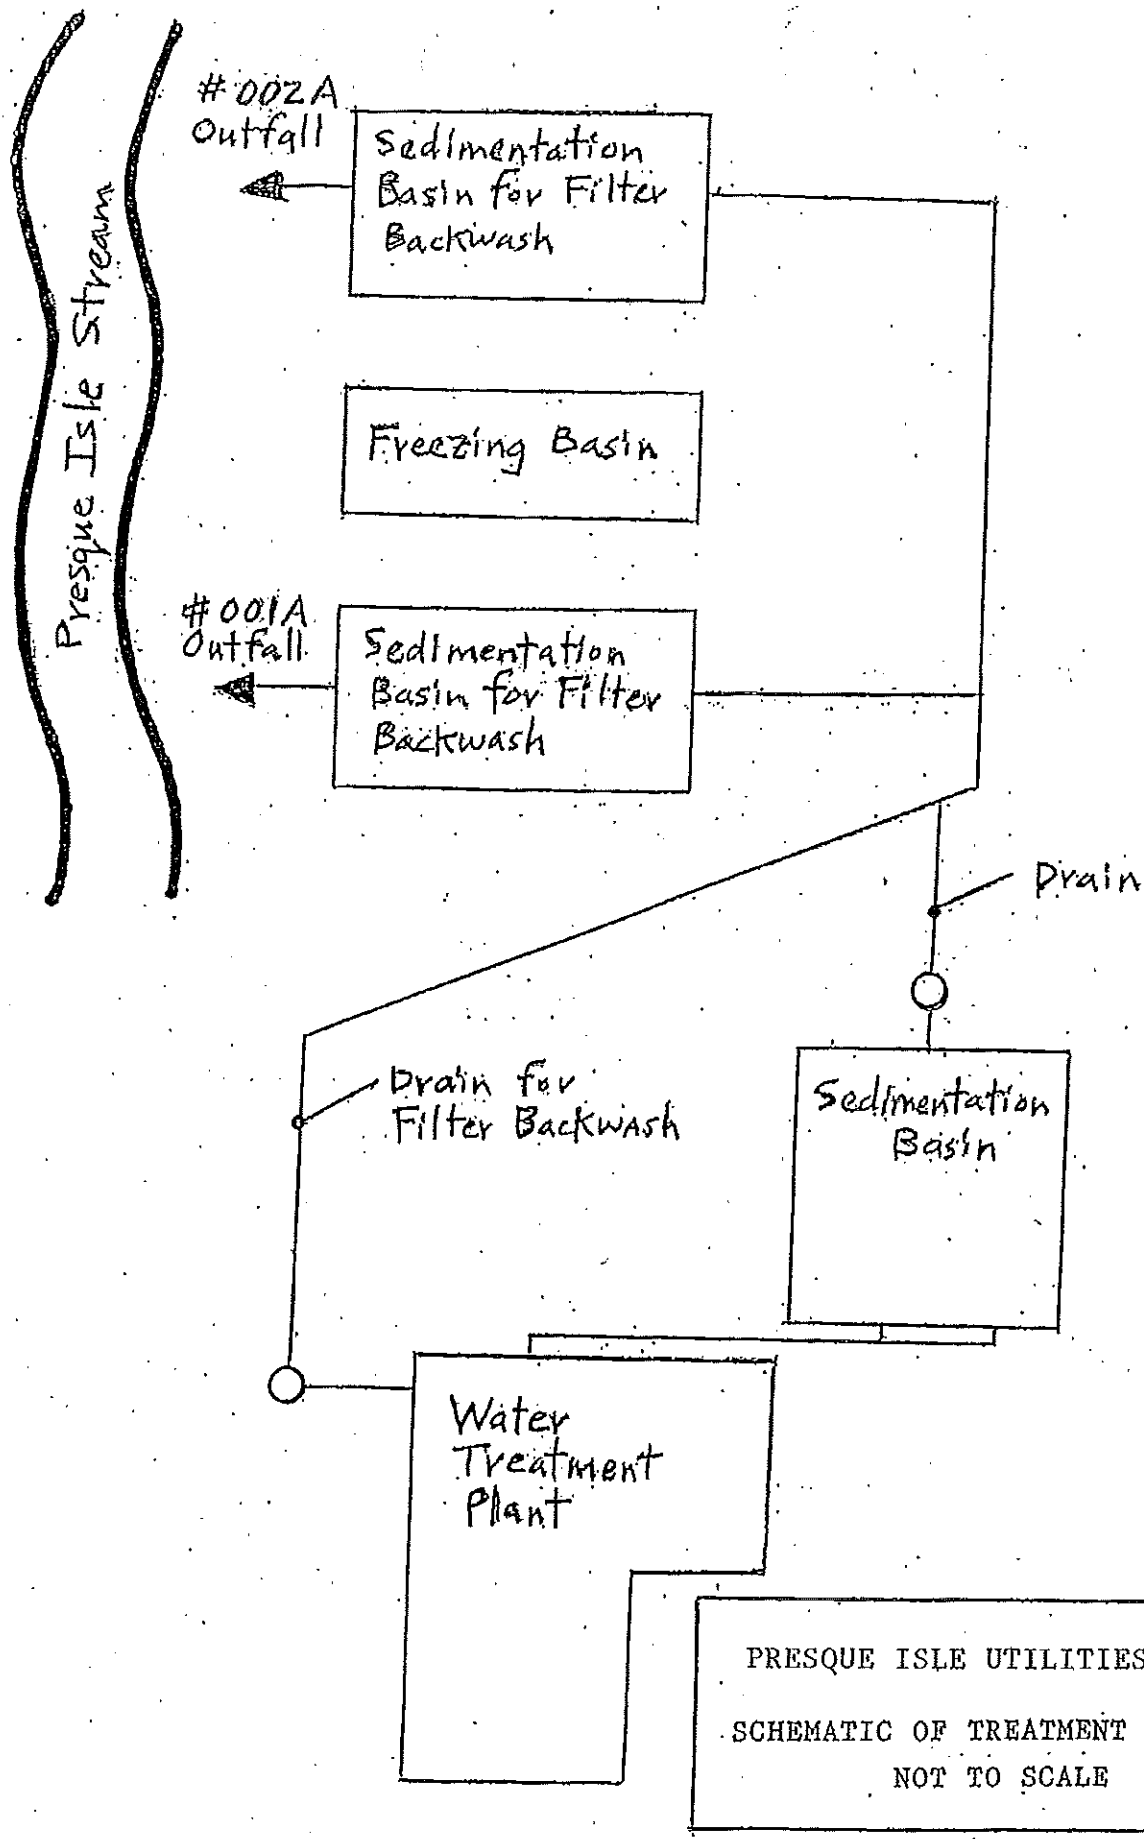 #002A
Outfall
Sedimentation
Basin for Filter
Backwash
Presque Isle Stream
Freezing Basin
#001A
Outfall
Sedimentation
Basin for Filter
Backwash
Drain
Drain for
Filter Backwash
Sedimentation
Basin
Water
Treatment
Plant
PRESQUE ISLE UTILITIES
SCHEMATIC OF TREATMENT
NOT TO SCALE